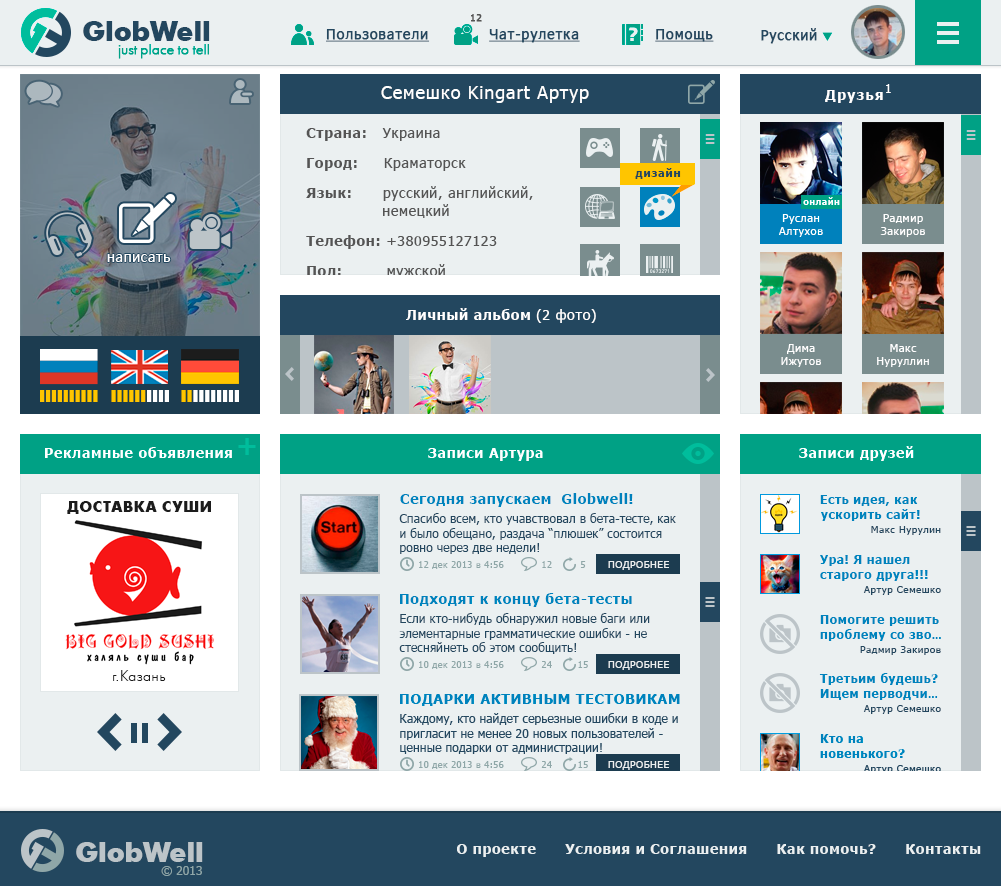 GlobWell
just place to tell
Пользователи
12
Чат-рулетка
Помощь
Русский
написать
Семешко Kingart Артур
Страна: Украина
Город: Краматорск
Язык: русский, английский,
немецкий
Телефон: +380955127123
Пол: мужской
дизайн
0673271
Личный альбом (2 фото)
Друзья1
онлайн
Руслан
Алтухов
Радмир
Закиров
Дима
Ижутов
Макс
Нуруллин
Рекламные объявления
ДОСТАВКА СУШИ
BIG GOLD SUSHI
халяль суши бар
г.Казань
Записи Артура
Start
Сегодня запускаем Globwell!
Спасибо всем, кто учавствовал в бета-тесте, как
и было обещано, раздача “плюшек” состоится
ровно через две недели!
12 дек 2013 в 4:56 12 5 ПОДРОБНЕЕ
Подходят к концу бета-тесты
Если кто-нибудь обнаружил новые баги или
элементарные грамматические ошибки - не
стесняйнеть об этом сообщить!
10 дек 2013 в 4:56 24 15 ПОДРОБНЕЕ
ПОДАРКИ АКТИВНЫМ ТЕСТОВИКАМ
Каждому, кто найдет серьезные ошибки в коде и
пригласит не менее 20 новых пользователей -
ценные подарки от администрации!
10 дек 2013 в 4:56 24 15 ПОДРОБНЕЕ
Записи друзей
Есть идея, как
ускорить сайт!
Макс Нурулин
Ура! Я нашел
старого друга!!!
Артур Семешко
Помогите решить
проблему со зво...
Радмир Закиров
Третьим будешь?
Ищем перводчи...
Артур Семешко
Кто на
новенького?
Артур Семешко
GlobWell
© 2013
О проекте
Условия и Соглашения
Как помочь?
Контакты